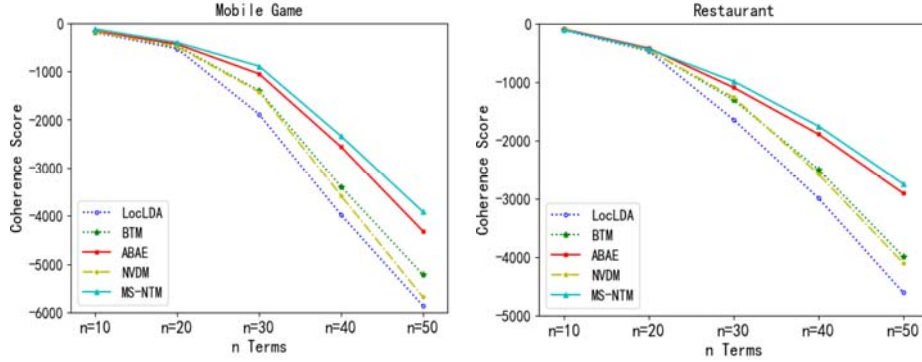 Mobile Game
0
-1000
-2000
-3000
-4000
-5000
-6000
Coherence Score
LocLDA
BTM
ABAE
NVDM
MS-NTM
n=10 n=20 n=30 n=40 n=50
n Terms
Restaurant
0
-1000
-2000
-3000
-4000
-5000
Coherence Score
LocLDA
BTM
ABAE
NVDM
MS-NTM
n=10 n=20 n=30 n=40 n=50
n Terms